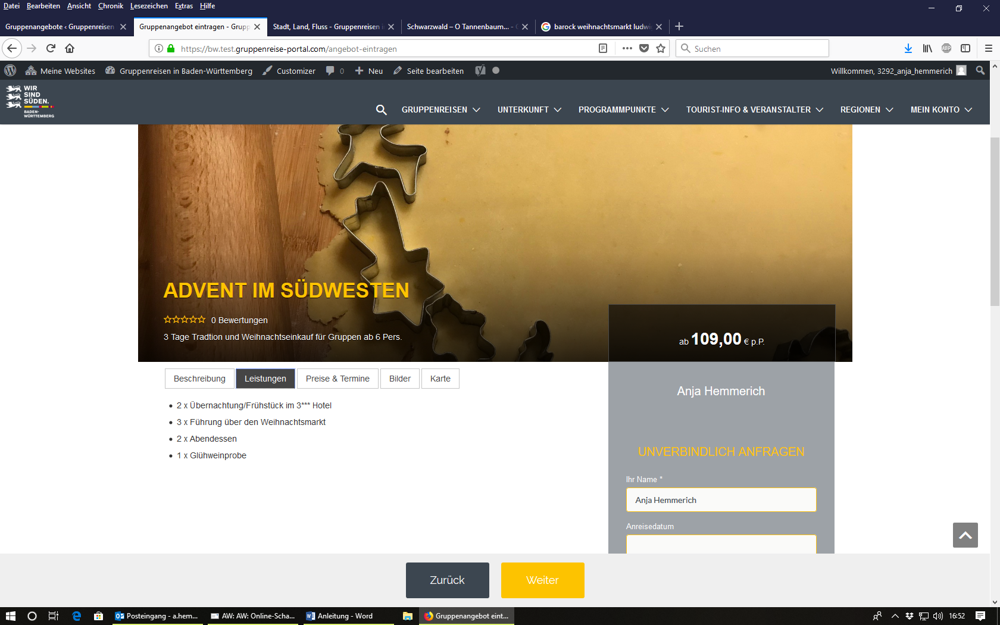 Datei Bearbeiten Ansicht Chronik Lesezeichen Extras Hilfe
Gruppenangebote ‹ Gruppenreisen
Gruppenangebot eintragen - Grupp
Stadt, Land, Fluss - Gruppenreisen i
Schwarzwald – O Tannenbaum... -
barock weihnachtsmarkt ludwi
https://bw.test.gruppenreise-portal.com/angebot-eintragen
Suchen
ABP
Meine Websites
Gruppenreisen in Baden-Württemberg
Customizer
0
Neu
Seite bearbeiten
Willkommen, 3292_anja_hemmerich
WIR
SIND
SÜDEN.
BADEN-
WÜRTTEMBERG
GRUPPENREISEN UNTERKUNFT PROGRAMMPUNKTE TOURIST-INFO & VERANSTALTER REGIONEN MEIN KONTO
ADVENT IM SÜDWESTEN
0 Bewertungen
3 Tage Tradtion und Weihnachtseinkauf für Gruppen ab 6 Pers.
ab 109,00 € p.P.
Beschreibung Leistungen Preise & Termine Bilder Karte
2 x Übernachtung/Frühstück im 3*** Hotel
3 x Führung über den Weihnachtsmarkt
2 x Abendessen
1 x Glühweinprobe
Anja Hemmerich
UNVERBINDLICH ANFRAGEN
Ihr Name *
Anja Hemmerich
Anreisedatum
Zurück
Weiter
Posteingang - a.hem...
AW: AW: Online-Scha...
Anleitung - Word
Gruppenangebot eint...
16:52